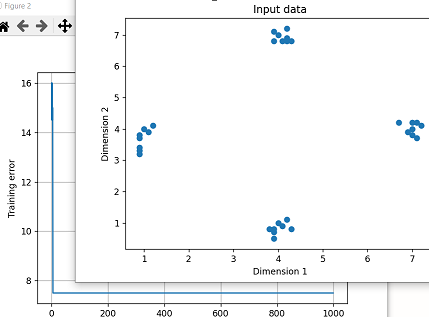 Figure 2
Input data
7
6
5
4
3
2
1
Dimension 2
1 2 3 4 5 6 7
Dimension 1
16
14
12
10
8
Training error
0 200 400 600 800 1000